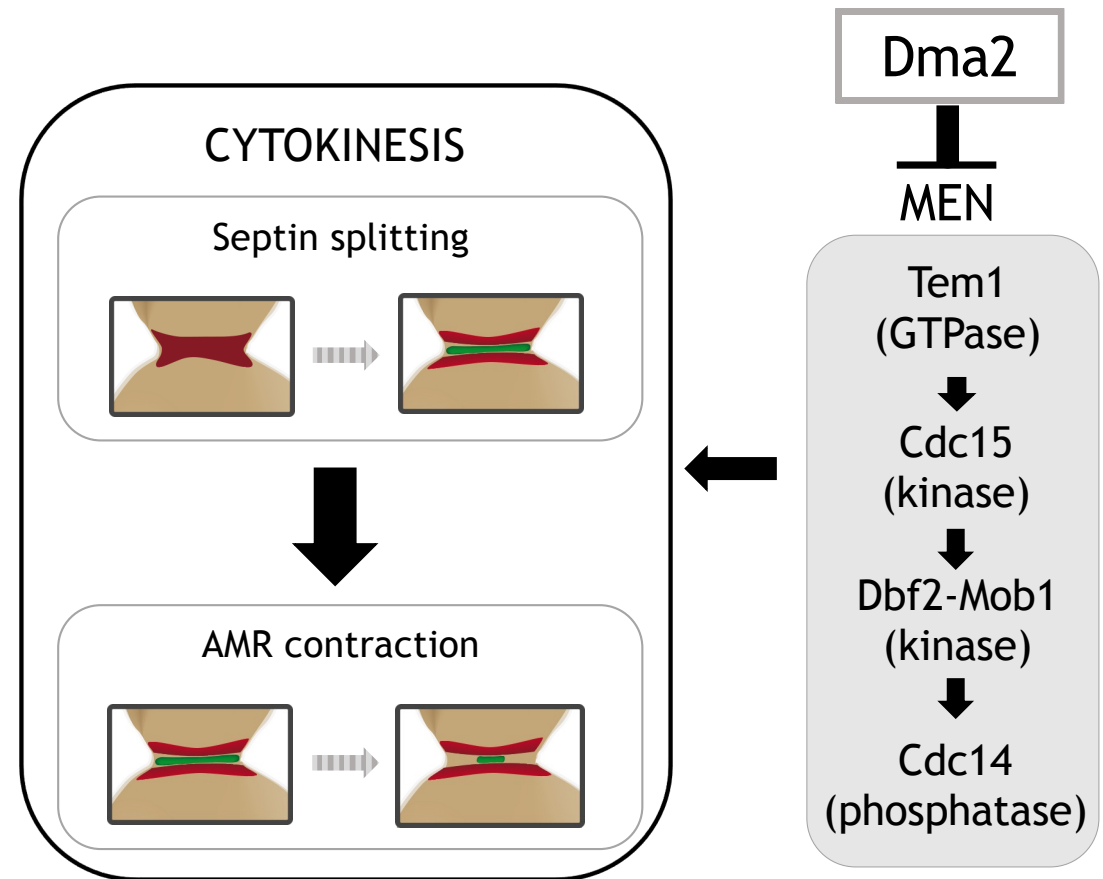 Dma2
MEN
CYTOKINESIS
Septin splitting
AMR contraction
Tem1
(GTPase)
Cdc15
(kinase)
Dbf2-Mob1
(kinase)
Cdc14
(phosphatase)